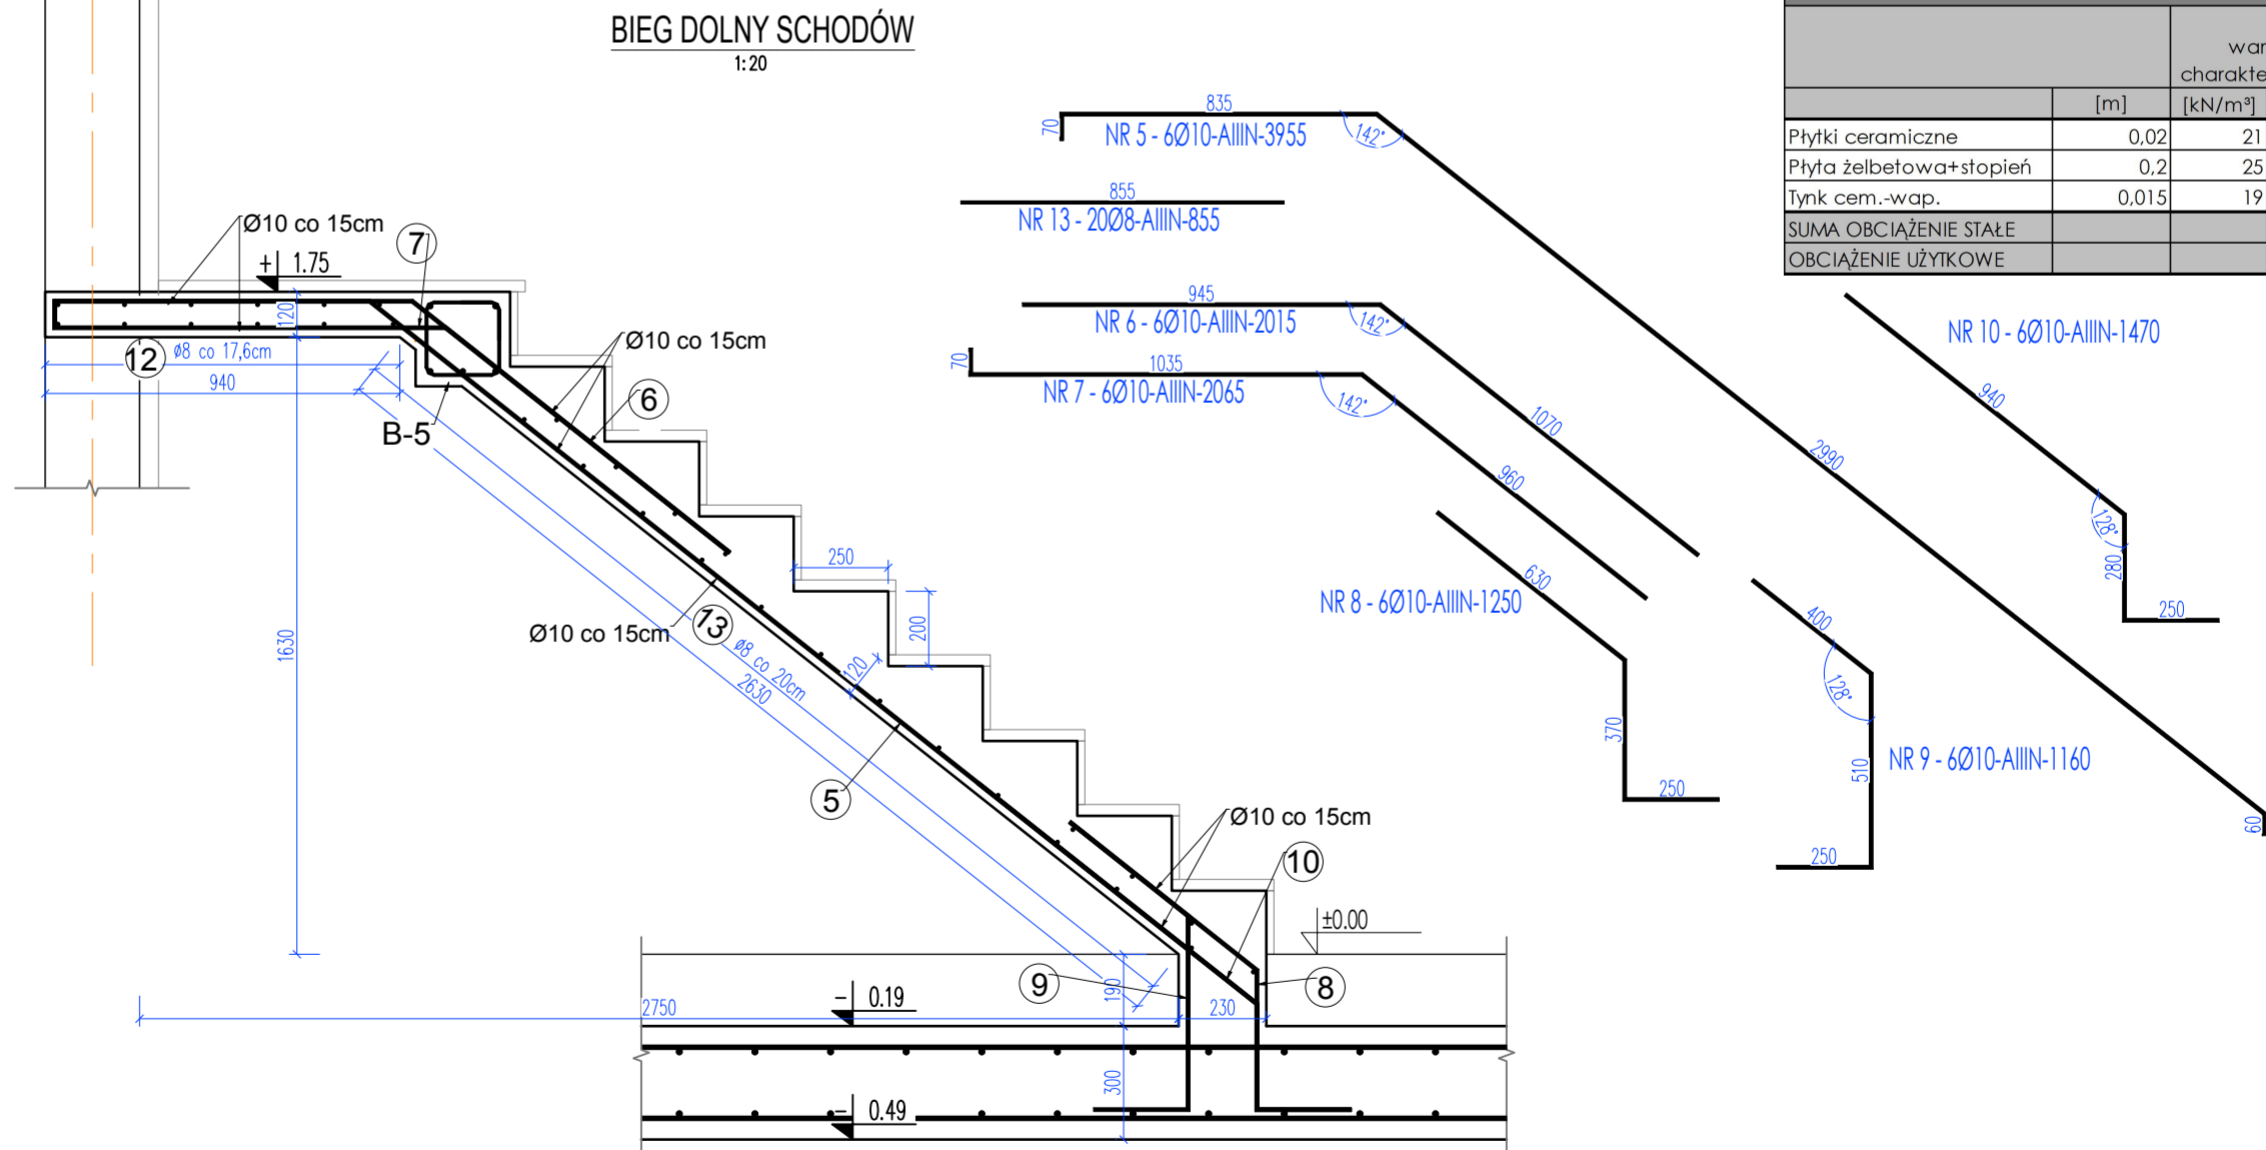 BIEG DOLNY SCHODÓW
1:20
[m] [kN/m³]
Płytki ceramiczne 0,02 21
Płyta żelbetowa+stopień 0,2 25
Tynk cem.-wap. 0,015 19
SUMA OBCIĄŻENIE STAŁE
OBCIĄŻENIE UŻYTKOWE
835
70
142°
NR 5 - 6Ø10-AIIIN-3955
2990
60
855
NR 13 - 20Ø8-AIIIN-855
945
142°
NR 6 - 6Ø10-AIIIN-2015
1070
70
1035
142°
NR 7 - 6Ø10-AIIIN-2065
960
NR 8 - 6Ø10-AIIIN-1250
630
370
250
400
128°
510
250
NR 9 - 6Ø10-AIIIN-1160
NR 10 - 6Ø10-AIIIN-1470
940
128°
280
250
Ø10 co 15cm
7
+ 1.75
120
12
ø8 co 17,6cm
940
Ø10 co 15cm
6
B-5
250
200
1630
Ø10 co 15cm
13
120
ø8 co 20cm
2630
5
Ø10 co 15cm
10
±0.00
9
8
190
230
2750
- 0.19
300
- 0.49